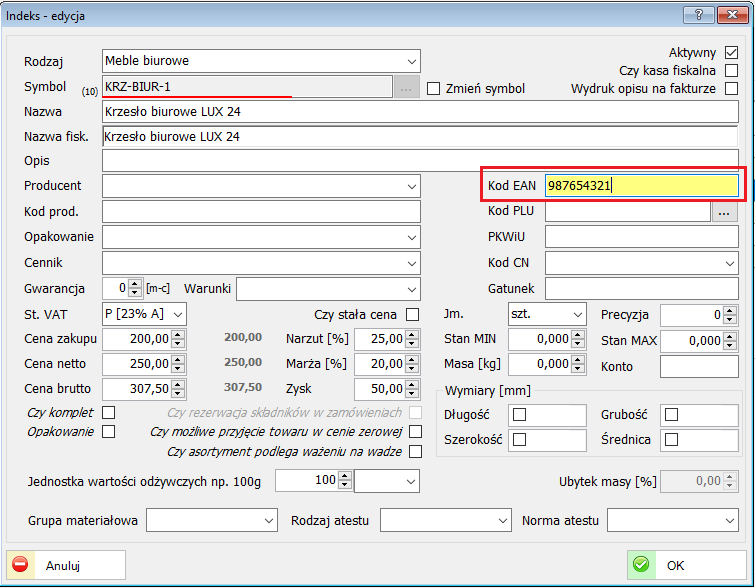 Indeks - edycja
?
Rodzaj Meble biurowe Aktywny
Czy kasa fiskalna
Symbol (10) KRZ-BIUR-1 ... Zmień symbol Wydruk opisu na fakturze
Nazwa Krzesło biurowe LUX 24
Nazwa fisk. Krzesło biurowe LUX 24
Opis
Producent Kod EAN 987654321
Kod prod. Kod PLU ...
Opakowanie PKWiU
Cennik Kod CN
Gwarancja 0 [m-c] Warunki Gatunek
St. VAT P [23% A] Czy stała cena Jm. szt. Precyzja 0
Cena zakupu 200,00 200,00 Narzut [%] 25,00 Stan MIN 0,000 Stan MAX 0,000
Cena netto 250,00 250,00 Marża [%] 20,00 Masa [kg] 0,000 Konto
Cena brutto 307,50 307,50 Zysk 50,00 Wymiary [mm]
Czy komplet Czy rezerwacja składników w zamówieniach Długość Grubość
Opakowanie Czy możliwe przyjęcie towaru w cenie zerowej Szerokość Średnica
Czy asortyment podlega ważeniu na wadze
Jednostka wartości odżywczych np. 100g 100 Ubytek masy [%] 0,00
Grupa materiałowa Rodzaj atestu Norma atestu
Anuluj OK